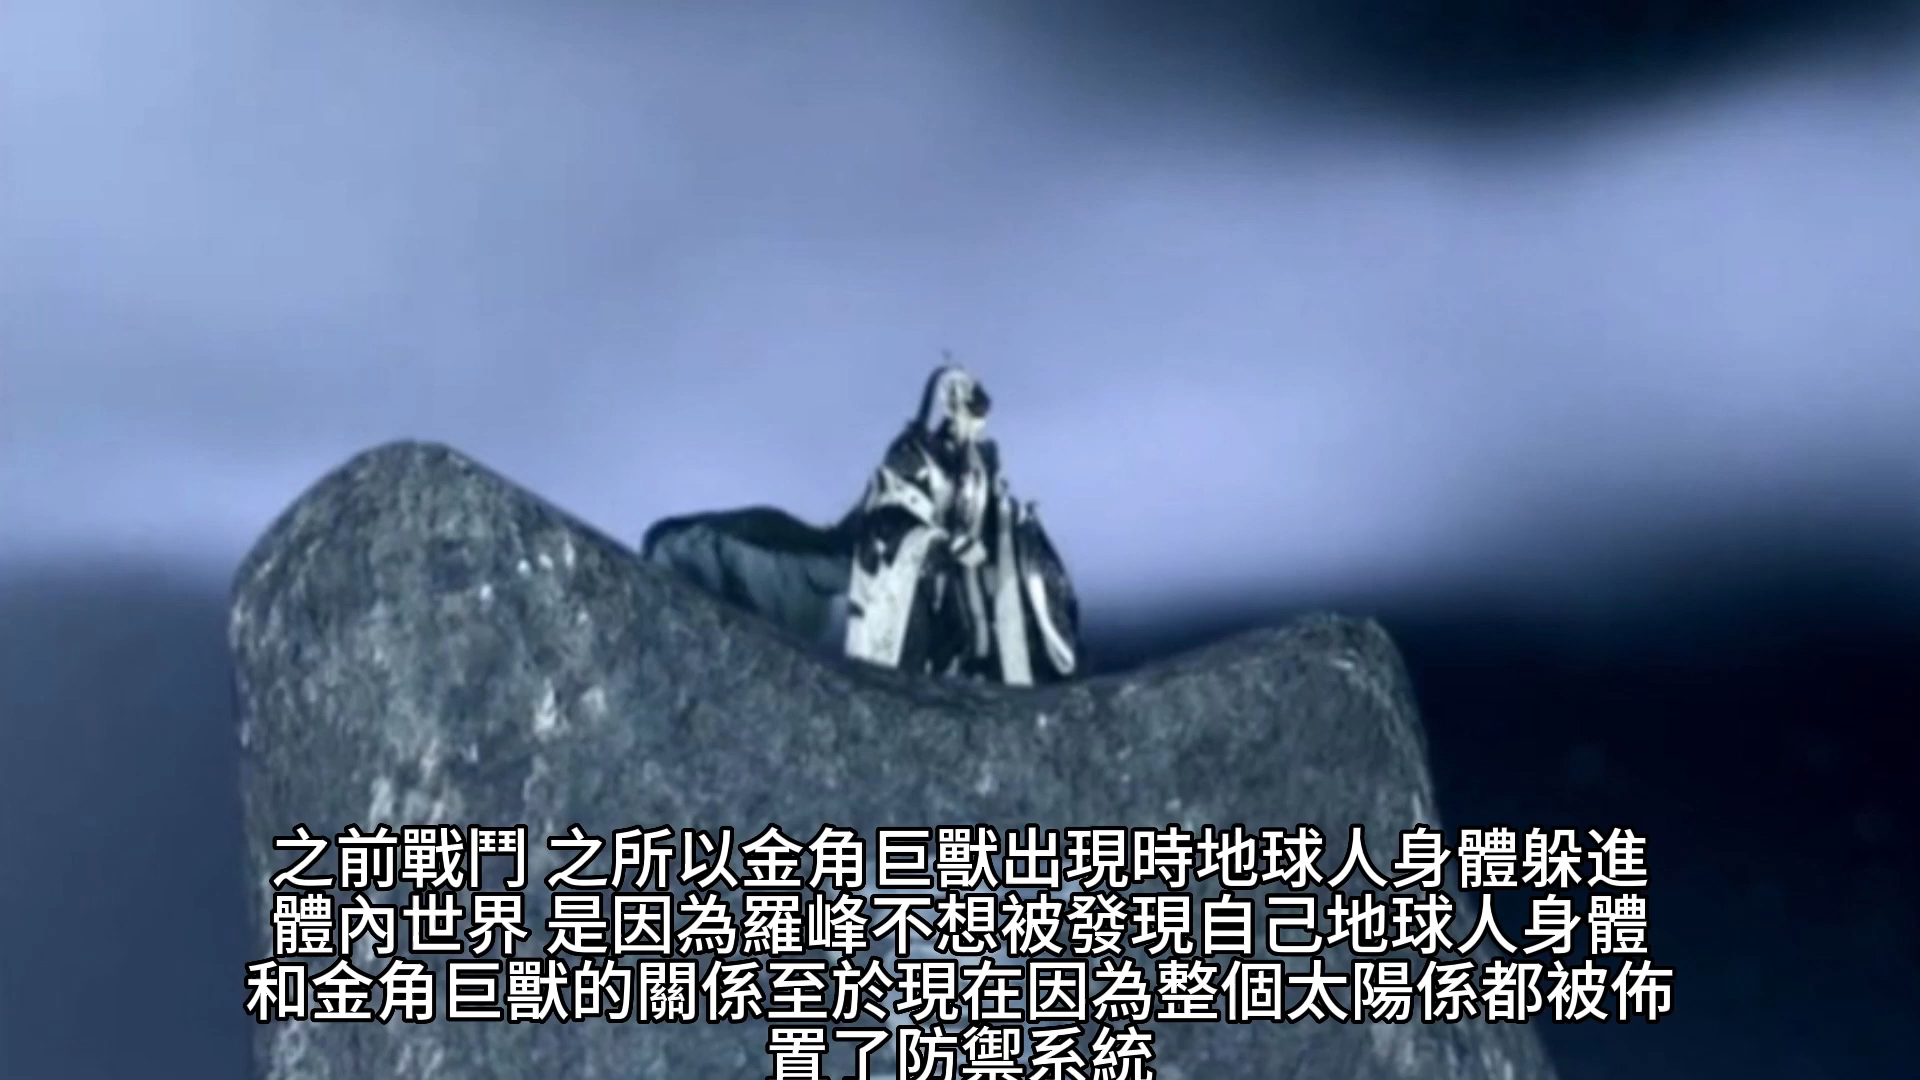 之前戰鬥 之所以金角巨獸出現時地球人身體躲進
體內世界 是因為羅峰不想被發現自己地球人身體
和金角巨獸的關係至於現在因為整個太陽係都被佈
置了防禦系統